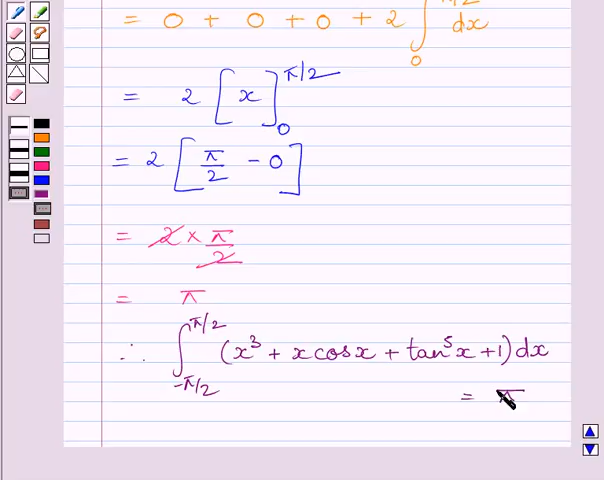 = 0 + 0 + 0 + 2 ∫₀^{π/2} dx
= 2 [x]₀^{π/2}
= 2 [π/2 - 0]
= 2 × π/2
= π
∴ ∫_{-π/2}^{π/2} (x³ + x cosx + tan⁵x + 1) dx
= π